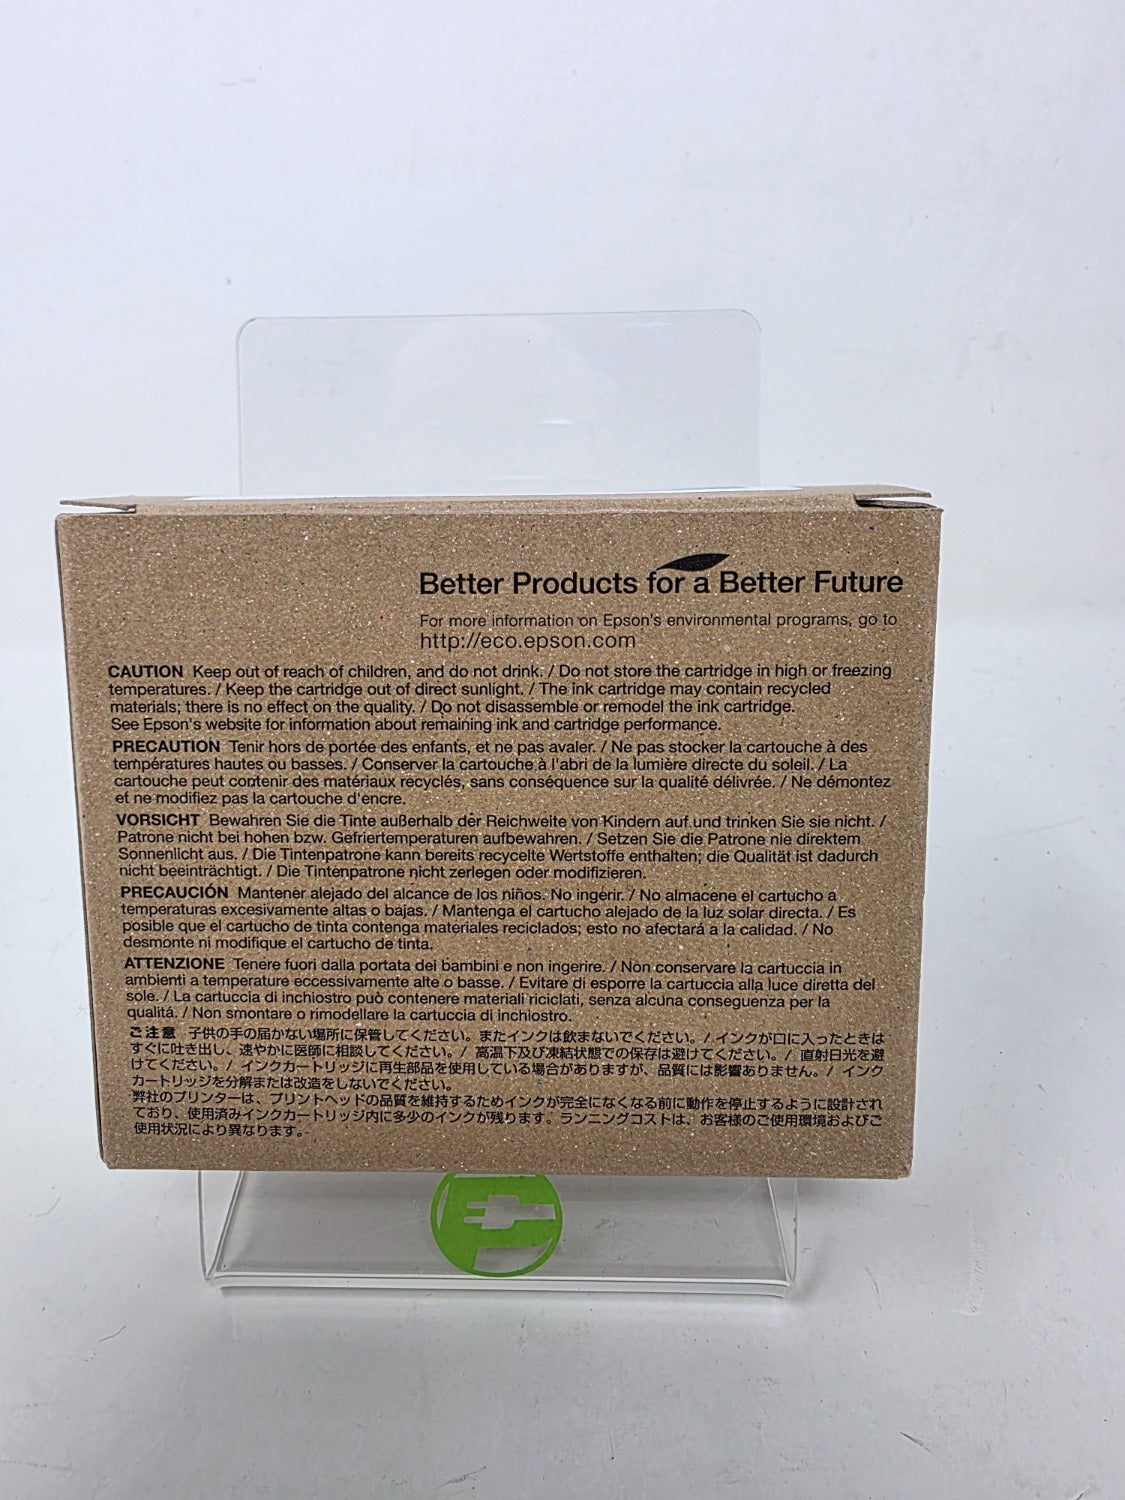 Better Products for a Better Future
For more information on Epson's environmental programs, go to
http://eco.epson.com
CAUTION Keep out of reach of children, and do not drink. / Do not store the cartridge in high or freezing
temperatures. / Keep the cartridge out of direct sunlight. / The ink cartridge may contain recycled
materials; there is no effect on the quality. / Do not disassemble or remodel the ink cartridge.
See Epson's website for information about remaining ink and cartridge performance.
PRECAUTION Tenir hors de portée des enfants, et ne pas avaler. / Ne pas stocker la cartouche à des
températures hautes ou basses. / Conserver la cartouche à l'abri de la lumière directe du soleil. / La
cartouche peut contenir des matériaux recyclés, sans conséquence sur la qualité délivrée. / Ne démontez
et ne modifiez pas la cartouche d'encre.
VORSICHT Bewahren Sie die Tinte außerhalb der Reichweite von Kindern auf und trinken Sie sie nicht. /
Patrone nicht bei hohen bzw. Gefriertemperaturen aufbewahren. / Setzen Sie die Patrone nie direktem
Sonnenlicht aus. / Die Tintenpatrone kann bereits recycelte Wertstoffe enthalten; die Qualität ist dadurch
nicht beeinträchtigt. / Die Tintenpatrone nicht zerlegen oder modifizieren.
PRECAUCIÓN Mantener alejado del alcance de los niños. No ingerir. / No almacene el cartucho a
temperaturas excesivamente altas o bajas. / Mantenga el cartucho alejado de la luz solar directa. / Es
posible que el cartucho de tinta contenga materiales reciclados; esto no afectará a la calidad. / No
desmonte ni modifique el cartucho de tinta.
ATTENZIONE Tenere fuori dalla portata dei bambini e non ingerire. / Non conservare la cartuccia in
ambienti a temperature eccessivamente alte o basse. / Evitare di esporre la cartuccia alla luce diretta del
sole. / La cartuccia di inchiostro può contenere materiali riciclati, senza alcuna conseguenza per la
qualitá. / Non smontare o rimodellare la cartuccia di inchiostro.
ご注意 子供の手の届かない場所に保管してください。またインクは飲まないでください。/ インクが口に入ったときは
すぐに吐き出し、速やかに医師に相談してください。/ 高温下及び凍結状態での保存は避けてください。/ 直射日光を避
けてください。/ インクカートリッジに再生部品を使用している場合がありますが、品質には影響ありません。/ インク
カートリッジを分解または改造をしないでください。
弊社のプリンターは、プリントヘッドの品質を維持するためインクが完全になくなる前に動作を停止するように設計され
ており、使用済みインクカートリッジ内に多少のインクが残ります。ランニングコストは、お客様のご使用環境およびご
使用状況により異なります。